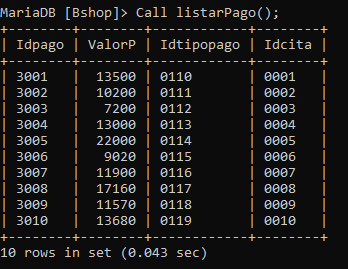 MariaDB [Bshop]> Call listarPago();
+--------+--------+------------+--------+
| Idpago | ValorP | Idtipopago | Idcita |
+--------+--------+------------+--------+
| 3001   |  13500 | 0110       | 0001   |
| 3002   |  10200 | 0111       | 0002   |
| 3003   |   7200 | 0112       | 0003   |
| 3004   |  13000 | 0113       | 0004   |
| 3005   |  22000 | 0114       | 0005   |
| 3006   |   9020 | 0115       | 0006   |
| 3007   |  11900 | 0116       | 0007   |
| 3008   |  17160 | 0117       | 0008   |
| 3009   |  11570 | 0118       | 0009   |
| 3010   |  13680 | 0119       | 0010   |
+--------+--------+------------+--------+
10 rows in set (0.043 sec)